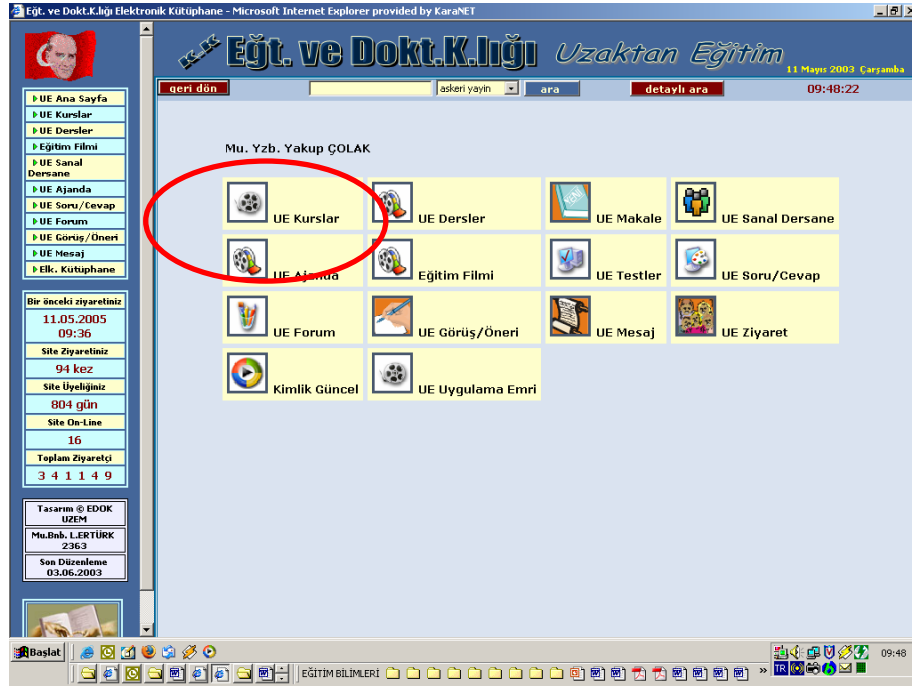 Eğt. ve Dokt.K.lığı Elektronik Kütüphane - Microsoft Internet Explorer provided by KaraNET
Eğt. ve Dokt.K.lığı Uzaktan Eğitim
11 Mayıs 2003 Çarşamba
geri dön askeri yayin ara detaylı ara 09:48:22
UE Ana Sayfa
UE Kurslar
UE Dersler
Eğitim Filmi
UE Sanal
Dersane
UE Ajanda
UE Soru/Cevap
UE Forum
UE Görüş/Öneri
UE Mesaj
Elk. Kütüphane
Bir önceki ziyaretiniz
11.05.2005
09:36
Site Ziyaretiniz
94 kez
Site Üyeliğiniz
804 gün
Site On-Line
16
Toplam Ziyaretçi
3 4 1 1 4 9
Tasarım © EDOK
UZEM
Mu.Bnb. L.ERTÜRK
2363
Son Düzenleme
03.06.2003
Mu. Yzb. Yakup ÇOLAK
UE Kurslar UE Dersler UE Makale UE Sanal Dersane
UE Ajanda Eğitim Filmi UE Testler UE Soru/Cevap
UE Forum UE Görüş/Öneri UE Mesaj UE Ziyaret
Kimlik Güncel UE Uygulama Emri
Başlat 09:48
EĞİTİM BİLİMLERİ » TR